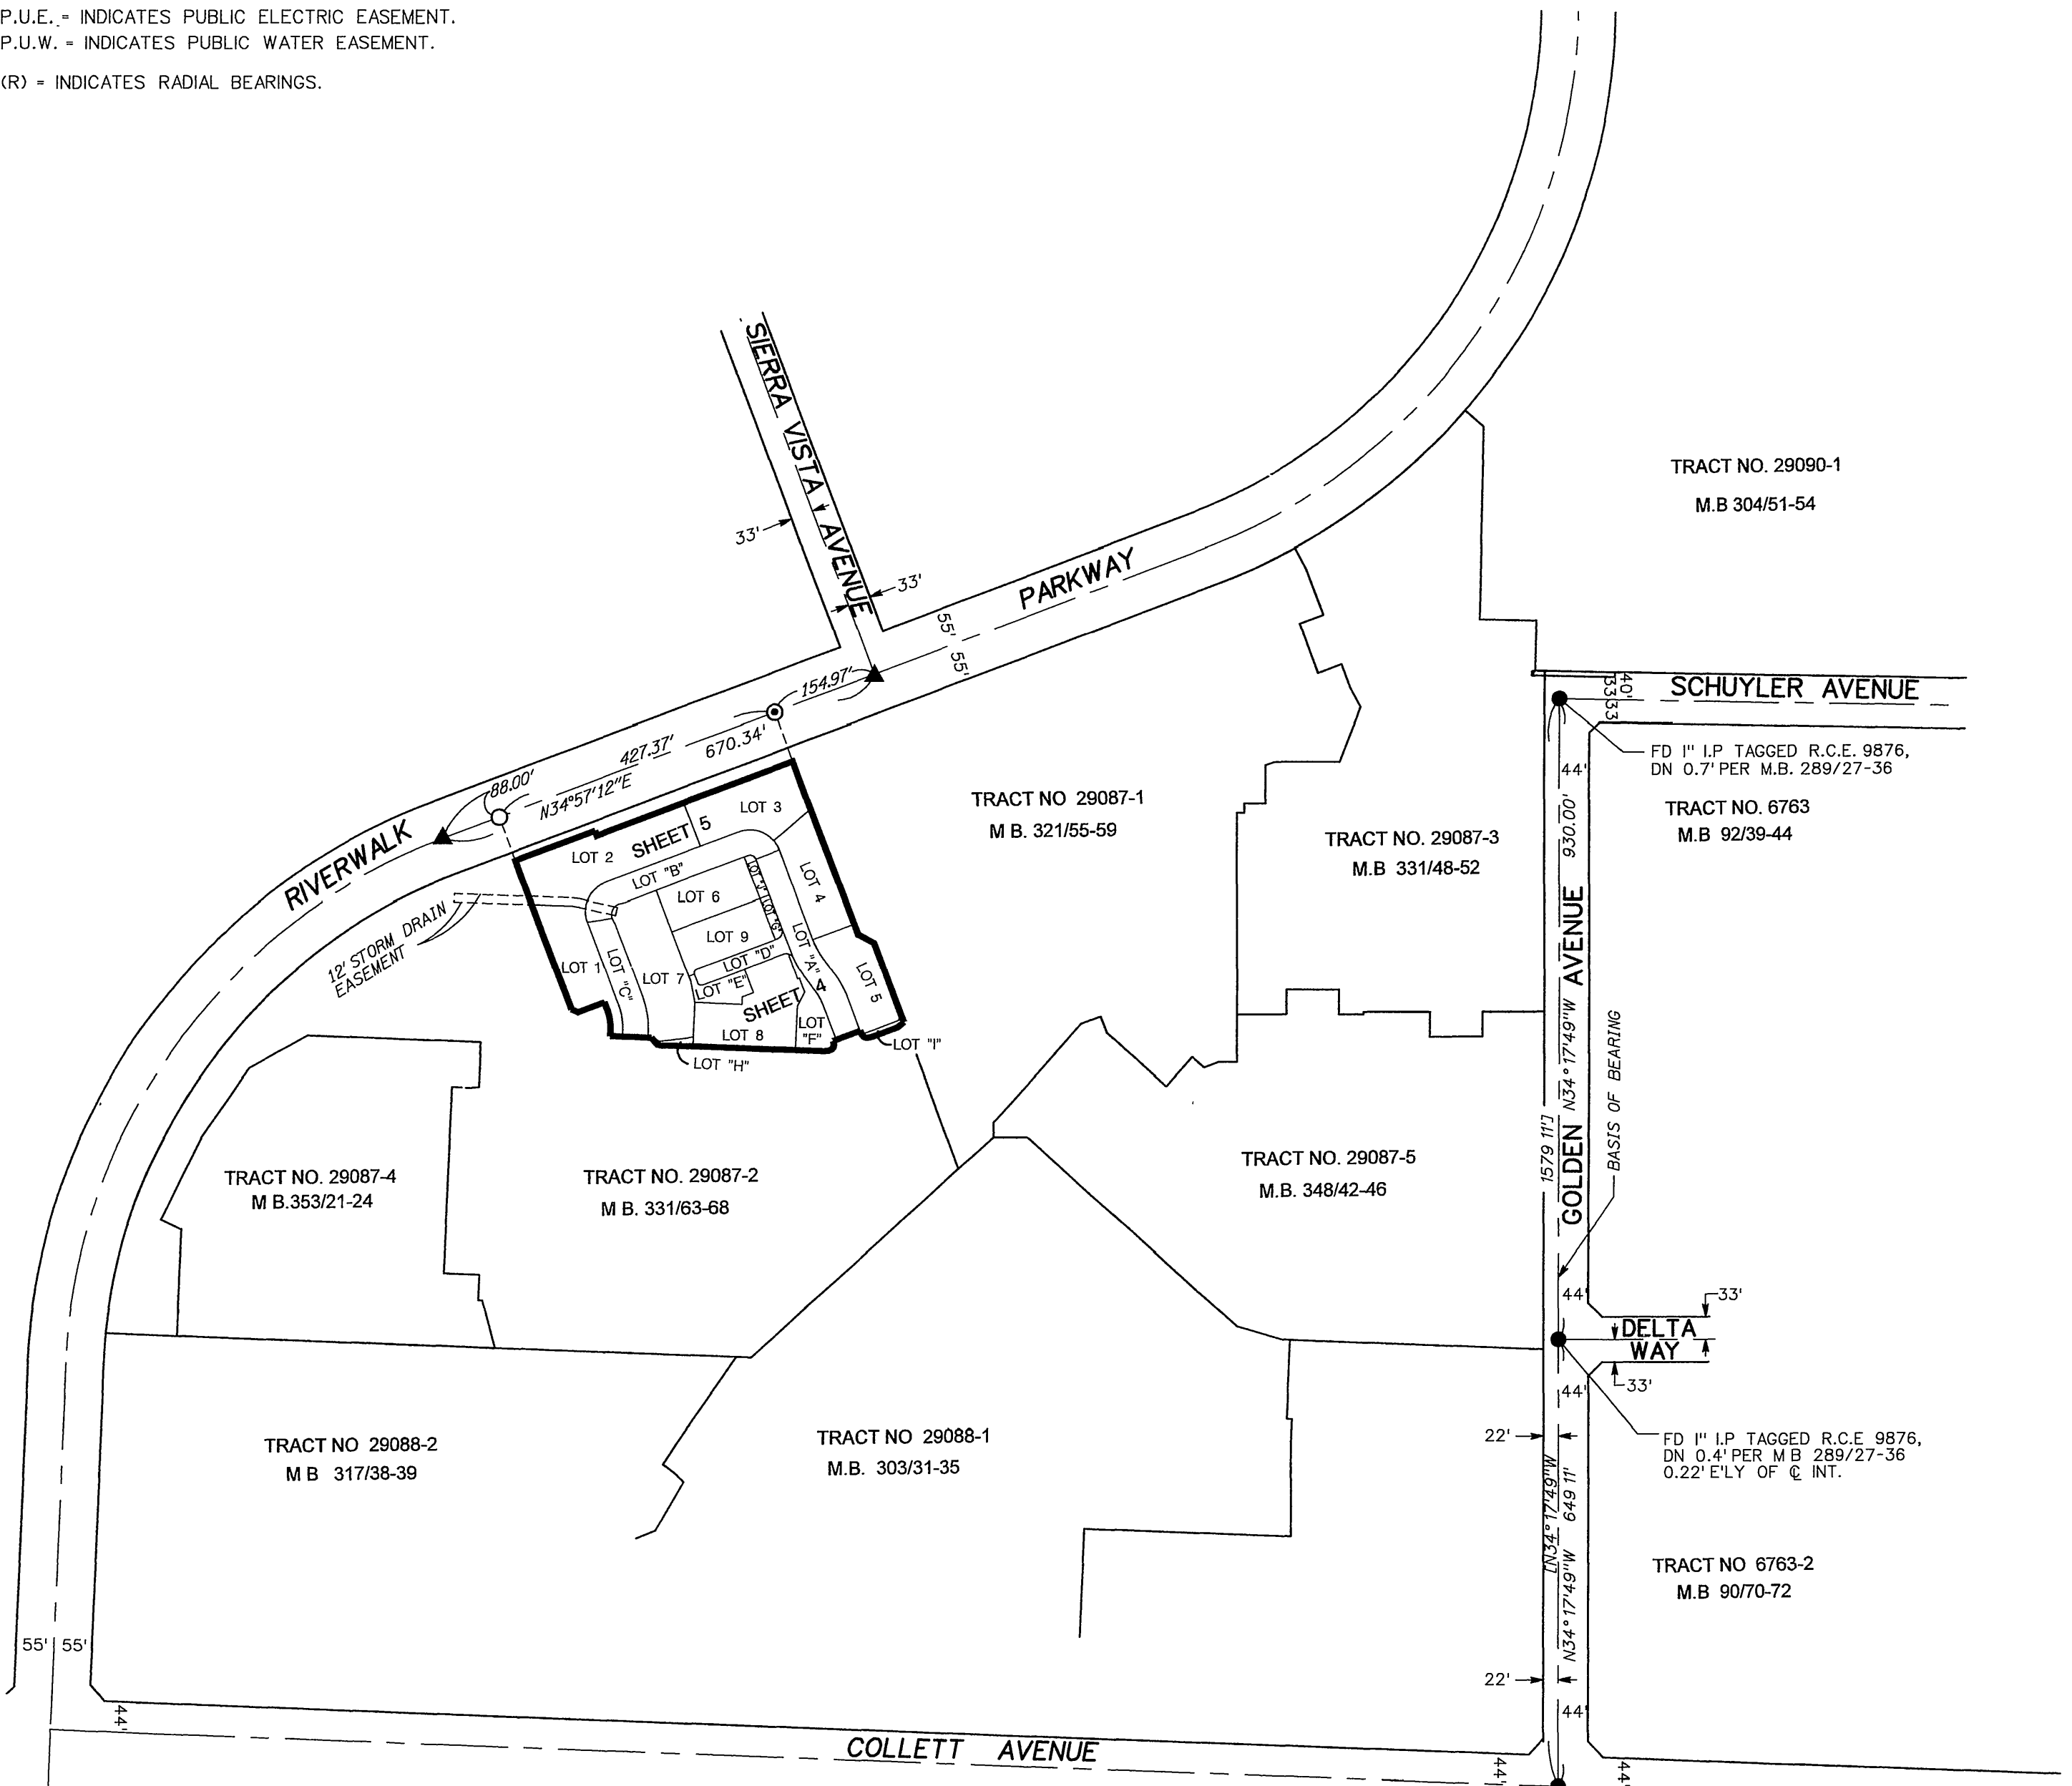 P.U.E. = INDICATES PUBLIC ELECTRIC EASEMENT.
P.U.W. = INDICATES PUBLIC WATER EASEMENT.
(R) = INDICATES RADIAL BEARINGS.
SIERRA VISTA AVENUE
33'
33'
TRACT NO. 29090-1
M.B 304/51-54
PARKWAY
55'
55'
154.97'
427.37'
670.34'
88.00'
N34°57'12"E
RIVERWALK
12' STORM DRAIN
EASEMENT
LOT 3
SHEET 5
LOT 2
LOT "B"
LOT "J"
LOT 4
LOT 6
LOT "G"
LOT 9
LOT "A"
LOT "D"
LOT 1
LOT "C"
LOT 7
LOT "E"
LOT 5
SHEET 4
LOT 8
LOT
"F"
LOT "I"
LOT "H"
TRACT NO 29087-1
M B. 321/55-59
TRACT NO. 29087-3
M.B 331/48-52
40'
33'
33
SCHUYLER AVENUE
FD 1" I.P TAGGED R.C.E. 9876,
DN 0.7' PER M.B. 289/27-36
TRACT NO. 6763
M.B 92/39-44
44'
930.00'
GOLDEN AVENUE
N34°17'49"W
BASIS OF BEARING
1579 11']
TRACT NO. 29087-4
M B.353/21-24
TRACT NO. 29087-2
M B. 331/63-68
TRACT NO. 29087-5
M.B. 348/42-46
44'
33'
DELTA
WAY
33'
44'
22'
FD 1" I.P TAGGED R.C.E 9876,
DN 0.4' PER M B 289/27-36
0.22' E'LY OF ℄ INT.
[N34°17'49"W
N34°17'49"W 649 11'
TRACT NO 29088-2
M B 317/38-39
TRACT NO 29088-1
M.B. 303/31-35
TRACT NO 6763-2
M.B 90/70-72
55'
55'
22'
44'
44'
COLLETT AVENUE
44'
44'